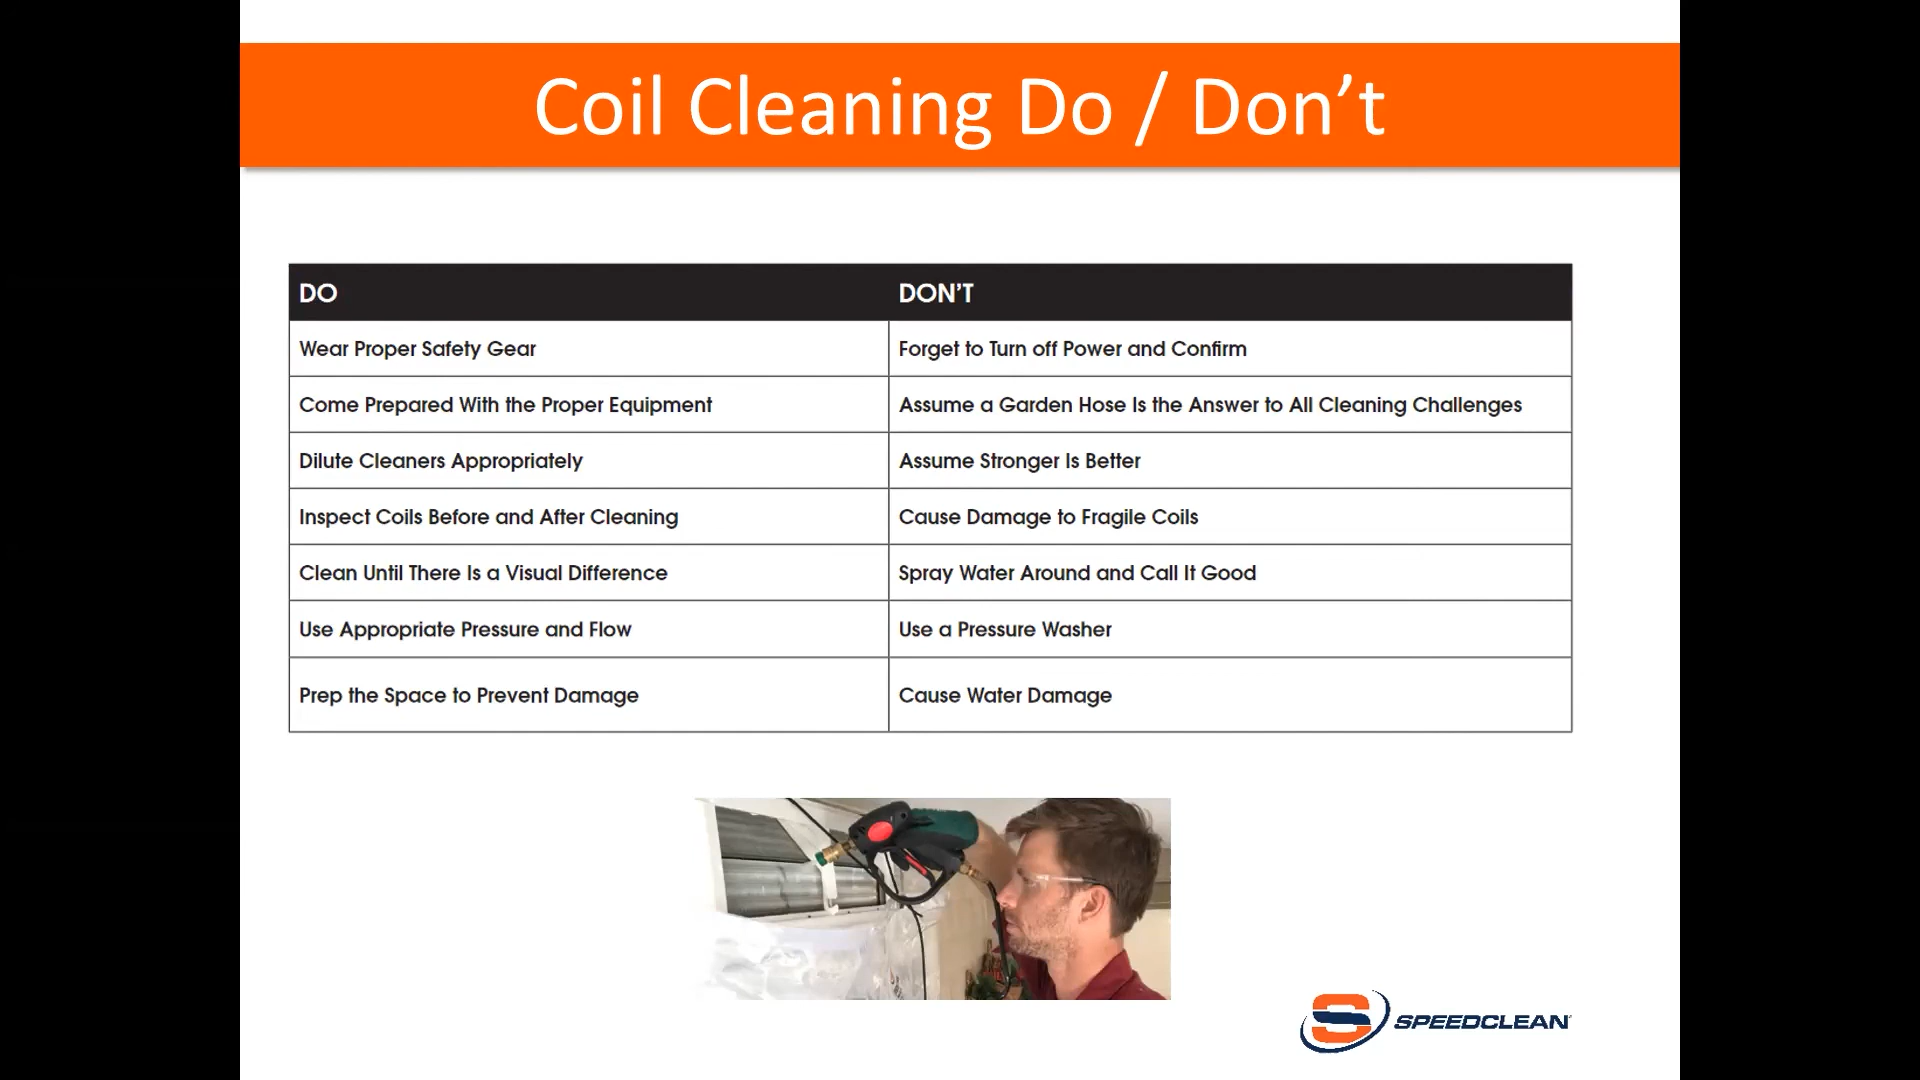 Coil Cleaning Do / Don’t
DO
DON’T
Wear Proper Safety Gear
Forget to Turn off Power and Confirm
Come Prepared With the Proper Equipment
Assume a Garden Hose Is the Answer to All Cleaning Challenges
Dilute Cleaners Appropriately
Assume Stronger Is Better
Inspect Coils Before and After Cleaning
Cause Damage to Fragile Coils
Clean Until There Is a Visual Difference
Spray Water Around and Call It Good
Use Appropriate Pressure and Flow
Use a Pressure Washer
Prep the Space to Prevent Damage
Cause Water Damage
SPEEDCLEAN